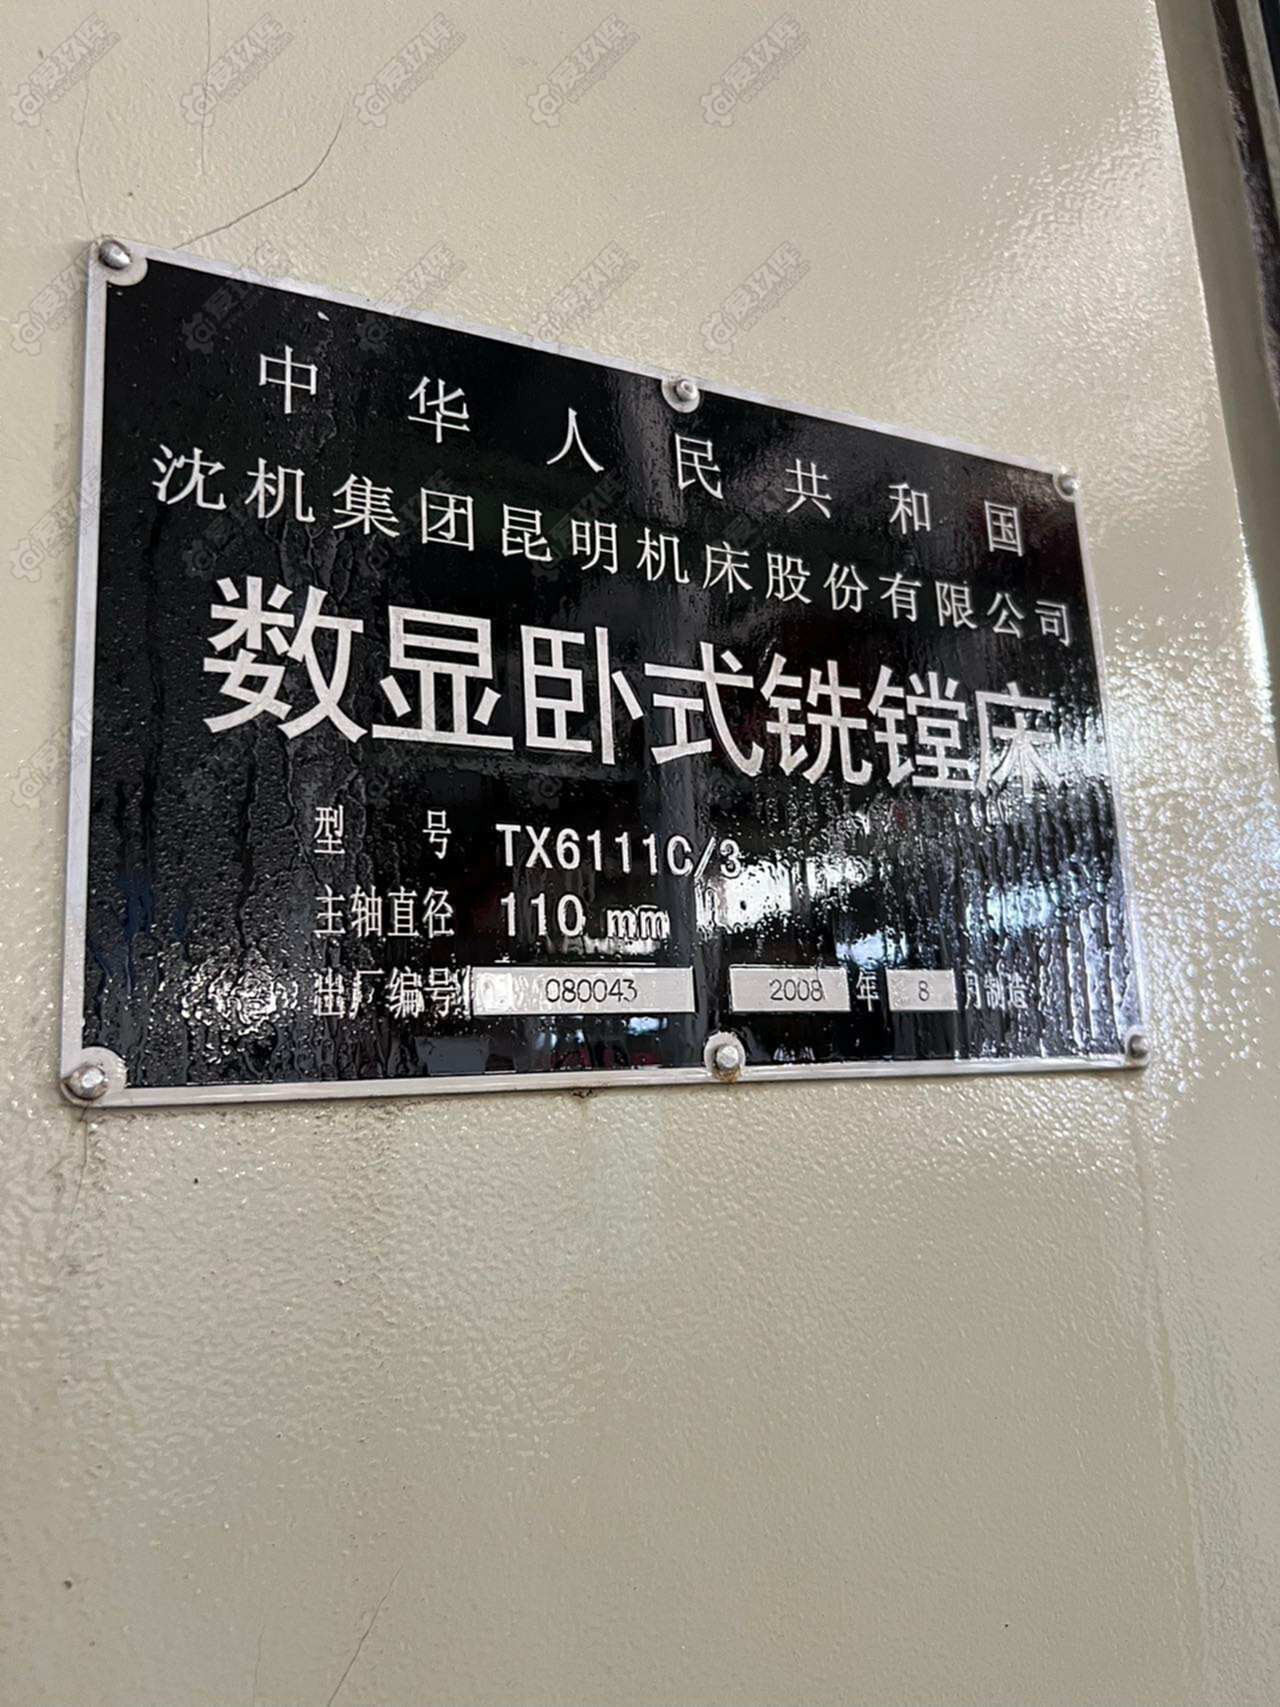 中华人民共和国
沈机集团昆明机床股份有限公司
数显卧式铣镗床
型号 TX6111C/3
主轴直径 110 mm
出厂编号 080043 2008 年 8 月制造